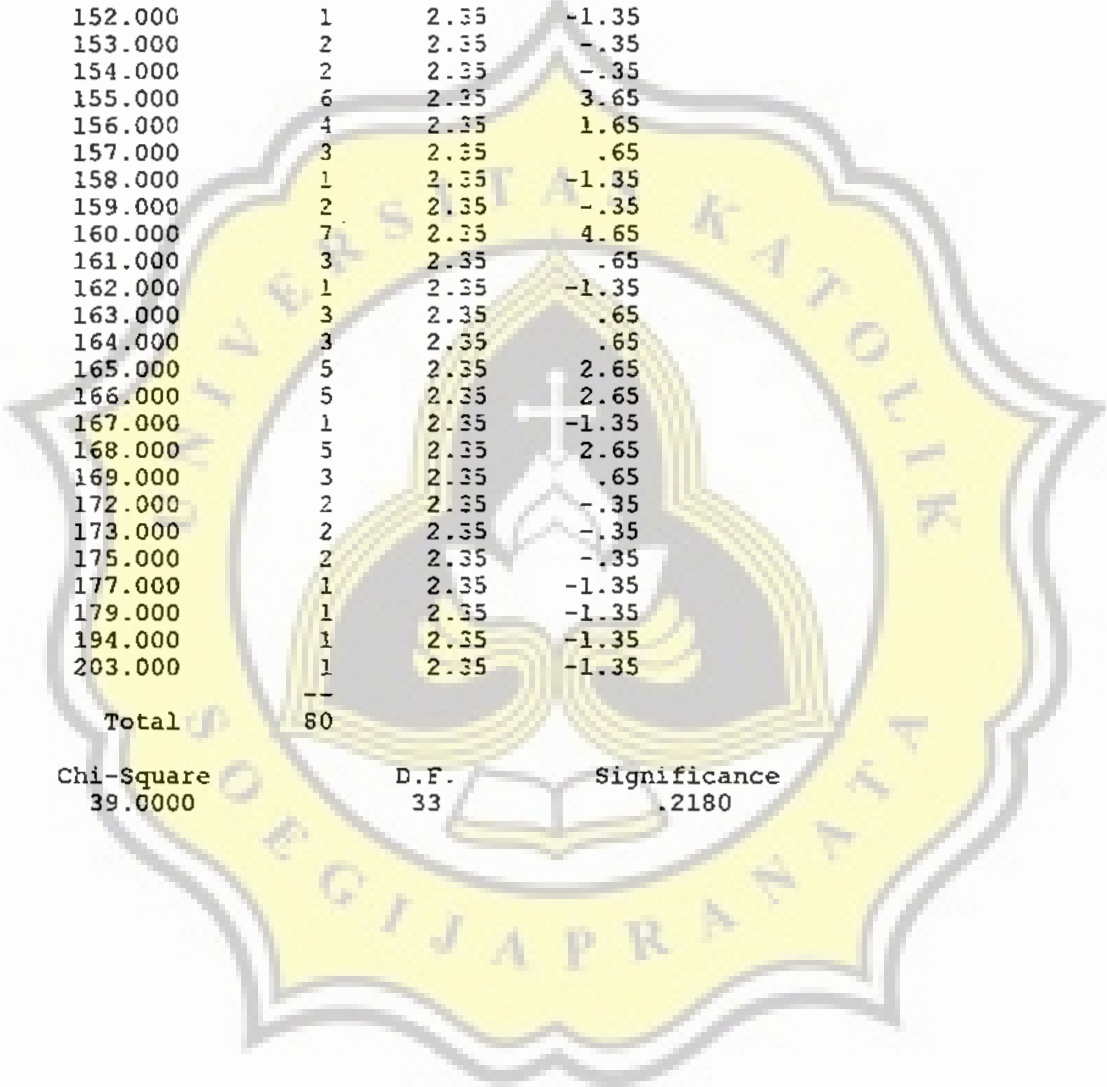 152.000 1 2.35 -1.35
153.000 2 2.35 -.35
154.000 2 2.35 -.35
155.000 6 2.35 3.65
156.000 4 2.35 1.65
157.000 3 2.35 .65
158.000 1 2.35 -1.35
159.000 2 2.35 -.35
160.000 7 2.35 4.65
161.000 3 2.35 .65
162.000 1 2.35 -1.35
163.000 3 2.35 .65
164.000 3 2.35 .65
165.000 5 2.35 2.65
166.000 5 2.35 2.65
167.000 1 2.35 -1.35
168.000 5 2.35 2.65
169.000 3 2.35 .65
172.000 2 2.35 -.35
173.000 2 2.35 -.35
175.000 2 2.35 -.35
177.000 1 2.35 -1.35
179.000 1 2.35 -1.35
194.000 1 2.35 -1.35
203.000 1 2.35 -1.35
--
Total 80
Chi-Square D.F. Significance
39.0000 33 .2180
UNIVERSITAS KATOLIK
SOEGIJAPRANATA